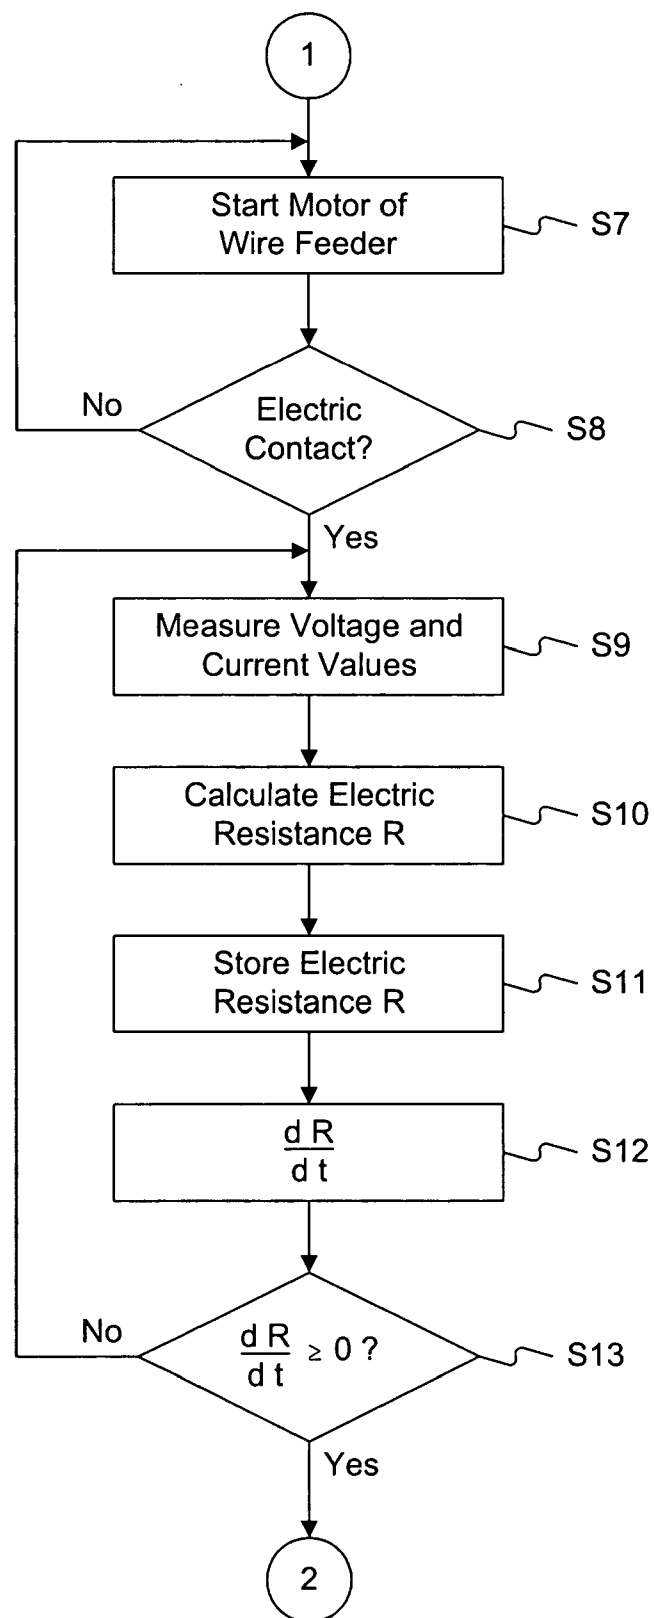 1
Start Motor of
Wire Feeder
S7
No
Electric
Contact?
S8
Yes
Measure Voltage and
Current Values
S9
Calculate Electric
Resistance R
S10
Store Electric
Resistance R
S11
d R
d t
S12
No
d R
d t
≥ 0 ?
S13
Yes
2